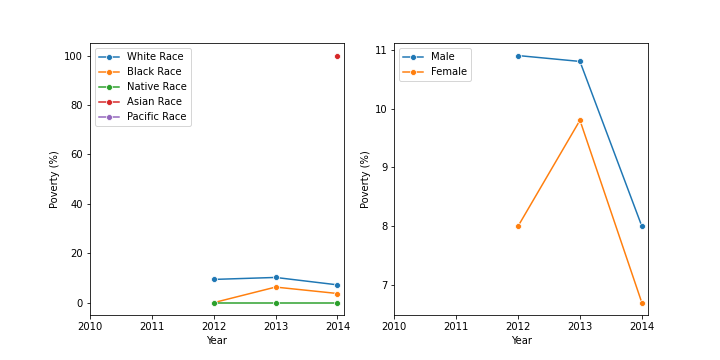 100
80
60
40
20
0
Poverty (%)
White Race
Black Race
Native Race
Asian Race
Pacific Race
2010 2011 2012 2013 2014
Year
11
10
9
8
7
Poverty (%)
Male
Female
2010 2011 2012 2013 2014
Year